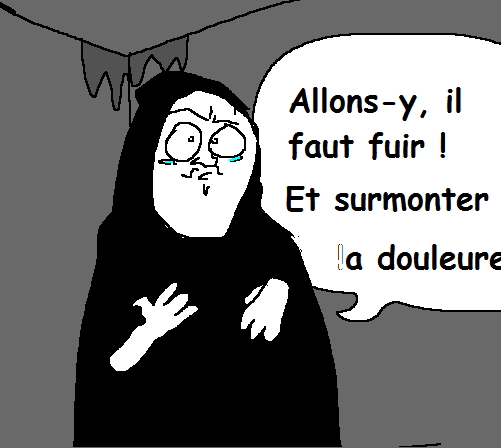 Allons-y, il
faut fuir !
Et surmonter
la douleure